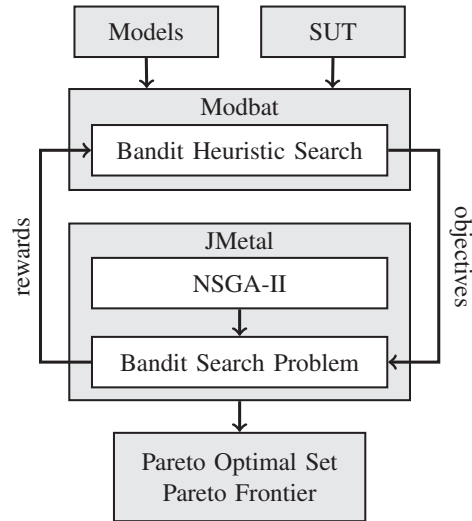 Models
SUT
Modbat
Bandit Heuristic Search
rewards
objectives
JMetal
NSGA-II
Bandit Search Problem
Pareto Optimal Set
Pareto Frontier